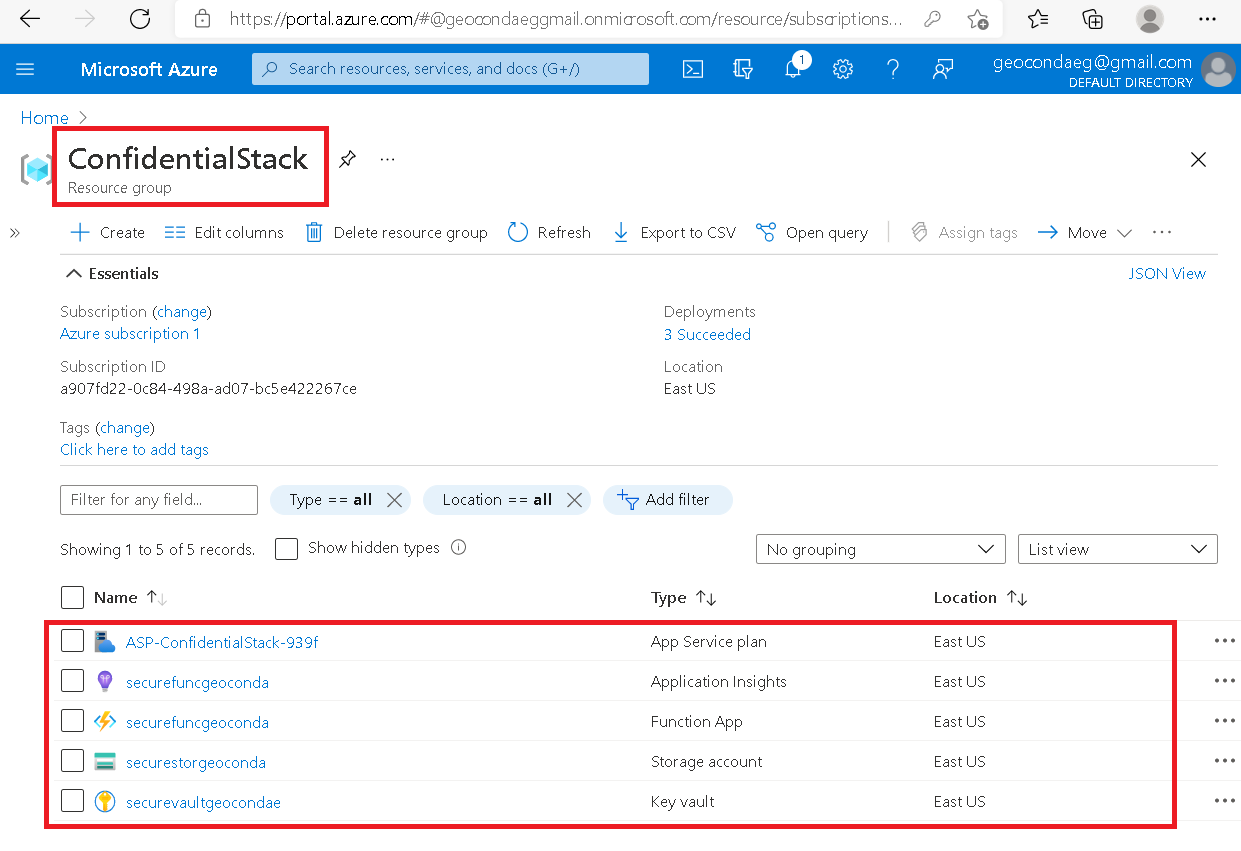 https://portal.azure.com/#@geocondaeggmail.onmicrosoft.com/resource/subscriptions...
Microsoft Azure
Search resources, services, and docs (G+/)
1
geocondaeg@gmail.com
DEFAULT DIRECTORY
Home
ConfidentialStack
Resource group
Create Edit columns Delete resource group Refresh Export to CSV Open query Assign tags Move
Essentials
JSON View
Subscription (change)
Azure subscription 1
Subscription ID
a907fd22-0c84-498a-ad07-bc5e422267ce
Tags (change)
Click here to add tags
Deployments
3 Succeeded
Location
East US
Filter for any field... Type == all Location == all Add filter
Showing 1 to 5 of 5 records. Show hidden types No grouping List view
Name Type Location
ASP-ConfidentialStack-939f App Service plan East US
securefuncgeoconda Application Insights East US
securefuncgeoconda Function App East US
securestorgeoconda Storage account East US
securevaultgeocondae Key vault East US